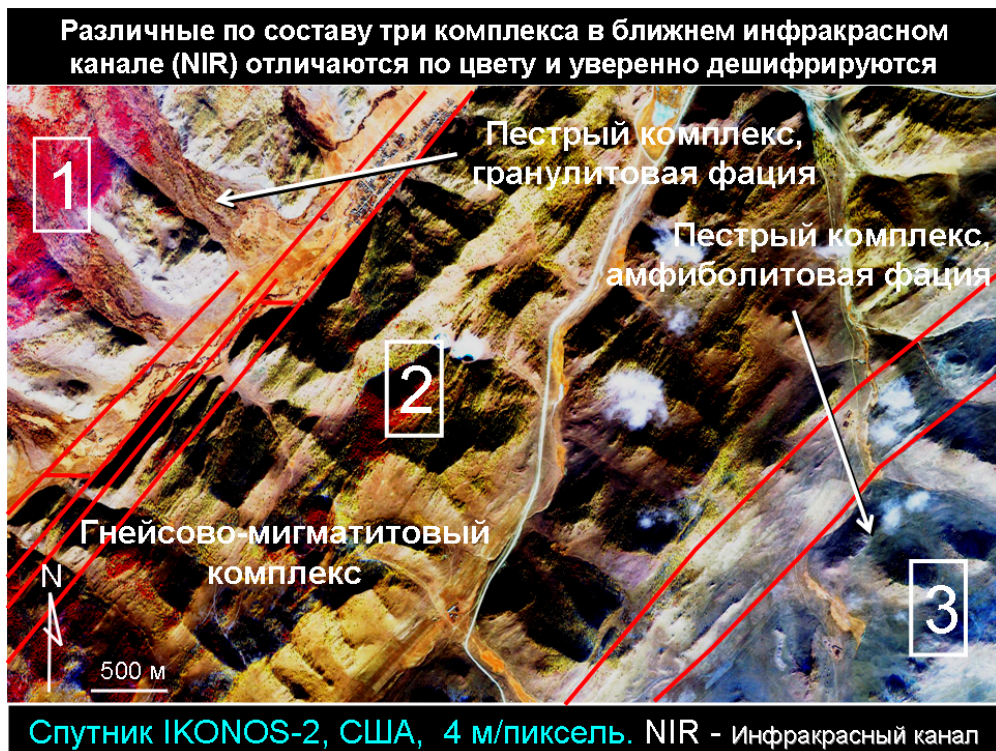 Различные по составу три комплекса в ближнем инфракрасном
канале (NIR) отличаются по цвету и уверенно дешифрируются
1
Пестрый комплекс,
гранулитовая фация
Пестрый комплекс,
амфиболитовая фация
2
Гнейсово-мигматитовый
комплекс
N
3
500 м
Спутник IKONOS-2, США, 4 м/пиксель. NIR - Инфракрасный канал